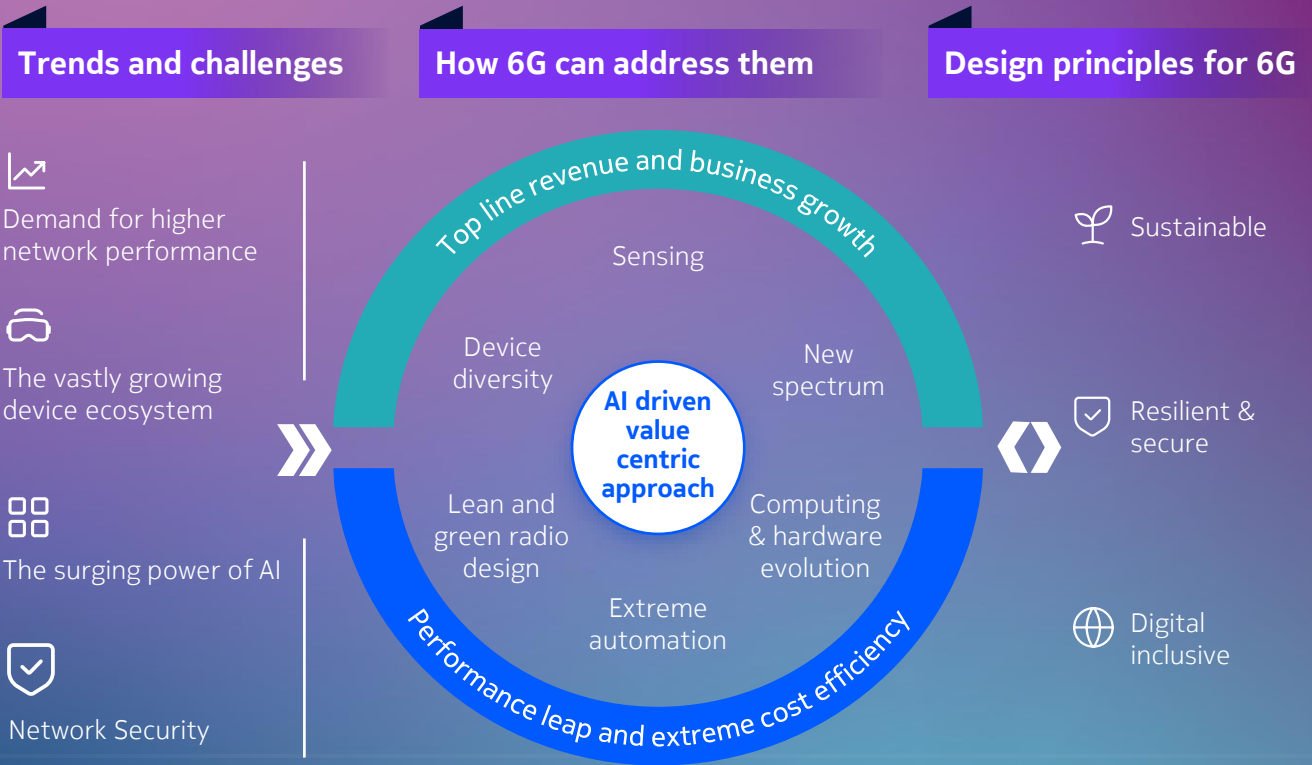 Trends and challenges
How 6G can address them
Design principles for 6G
Demand for higher
network performance
The vastly growing
device ecosystem
The surging power of AI
Network Security
Top line revenue and business growth
Sensing
Device
diversity
New
spectrum
AI driven
value
centric
approach
Lean and
green radio
design
Computing
& hardware
evolution
Extreme
automation
Performance leap and extreme cost efficiency
Sustainable
Resilient &
secure
Digital
inclusive